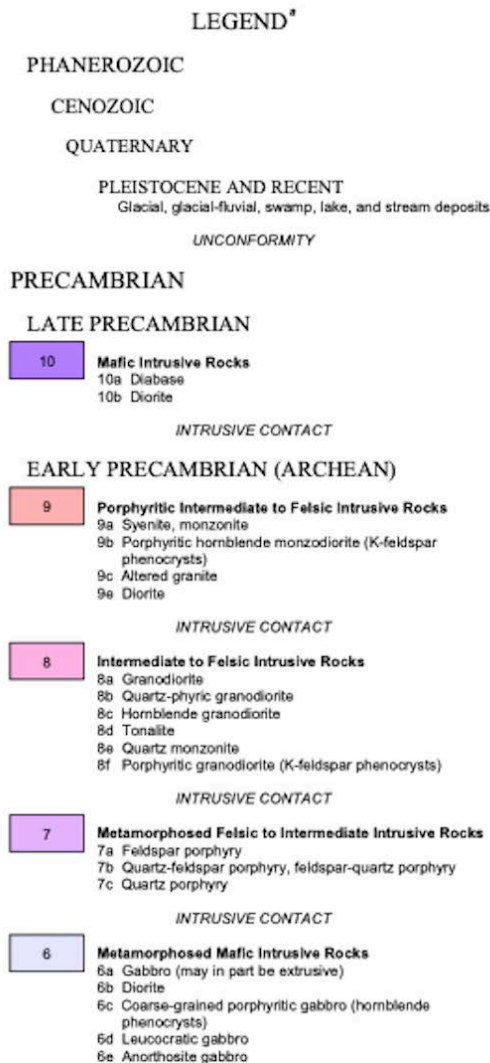 LEGENDª
PHANEROZOIC
CENOZOIC
QUATERNARY
PLEISTOCENE AND RECENT
Glacial, glacial-fluvial, swamp, lake, and stream deposits
UNCONFORMITY
PRECAMBRIAN
LATE PRECAMBRIAN
10 Mafic Intrusive Rocks
10a Diabase
10b Diorite
INTRUSIVE CONTACT
EARLY PRECAMBRIAN (ARCHEAN)
9 Porphyritic Intermediate to Felsic Intrusive Rocks
9a Syenite, monzonite
9b Porphyritic hornblende monzodiorite (K-feldspar
phenocrysts)
9c Altered granite
9e Diorite
INTRUSIVE CONTACT
8 Intermediate to Felsic Intrusive Rocks
8a Granodiorite
8b Quartz-phyric granodiorite
8c Hornblende granodiorite
8d Tonalite
8e Quartz monzonite
8f Porphyritic granodiorite (K-feldspar phenocrysts)
INTRUSIVE CONTACT
7 Metamorphosed Felsic to Intermediate Intrusive Rocks
7a Feldspar porphyry
7b Quartz-feldspar porphyry, feldspar-quartz porphyry
7c Quartz porphyry
INTRUSIVE CONTACT
6 Metamorphosed Mafic Intrusive Rocks
6a Gabbro (may in part be extrusive)
6b Diorite
6c Coarse-grained porphyritic gabbro (hornblende
phenocrysts)
6d Leucocratic gabbro
6e Anorthosite gabbro